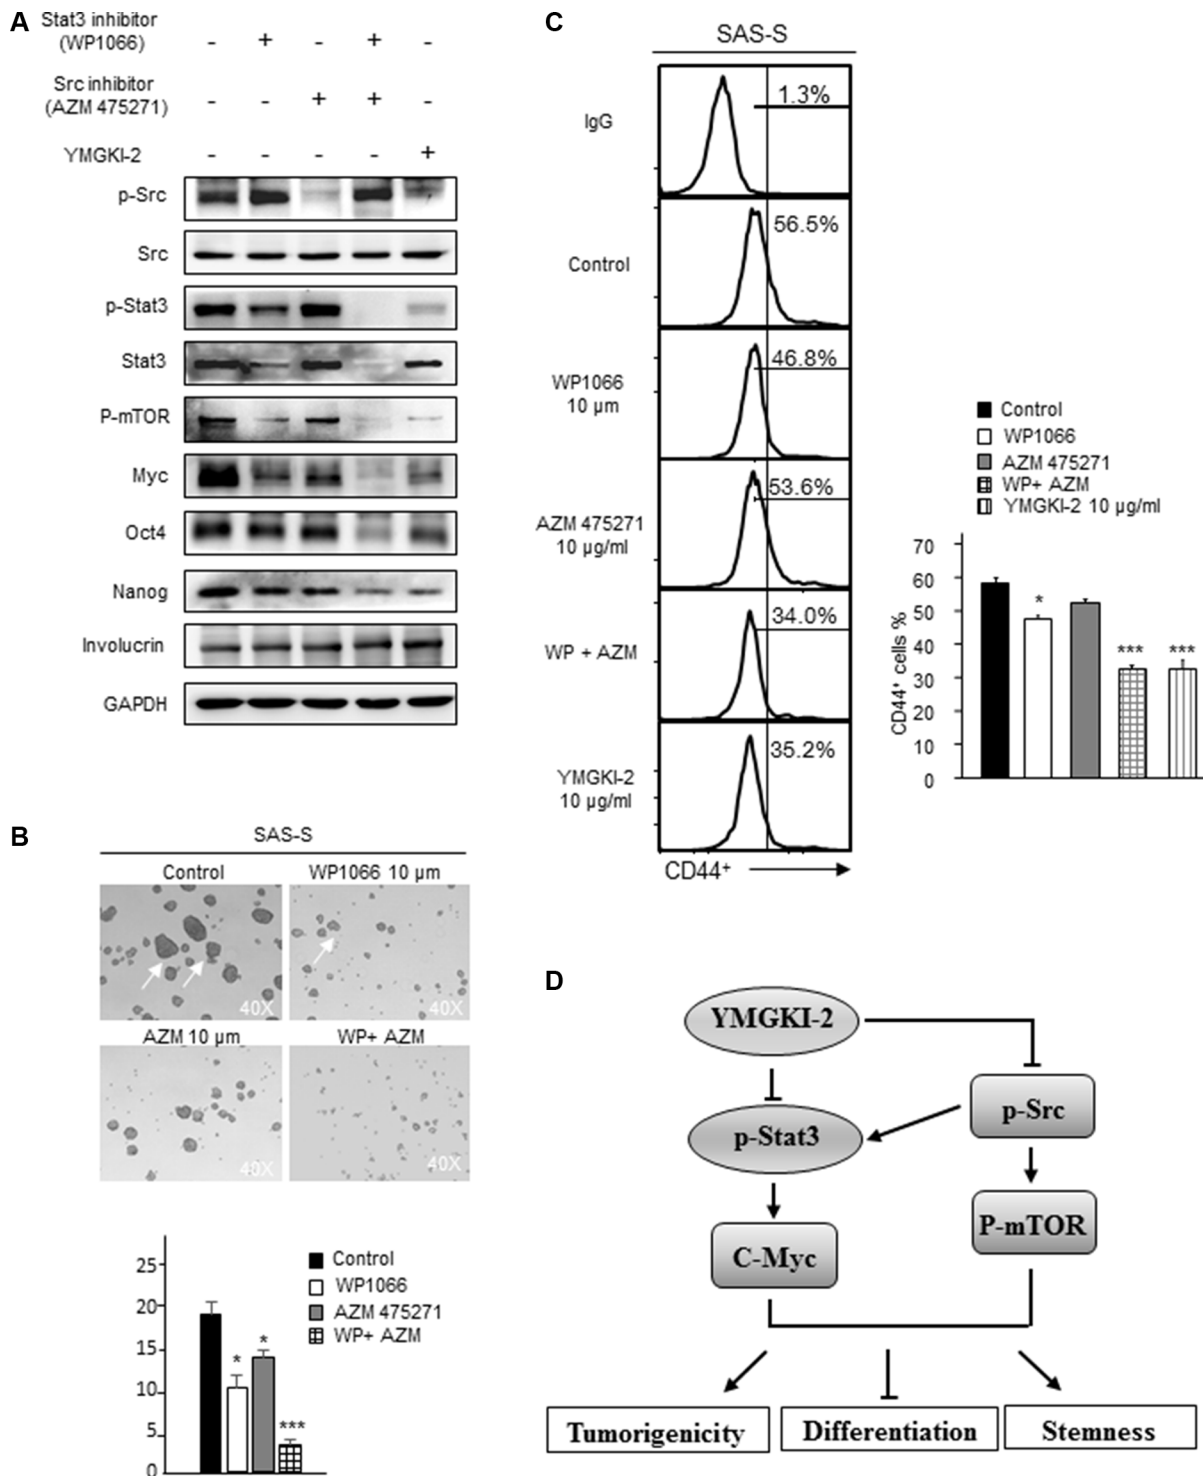 A
Stat3 inhibitor
(WP1066)
- + - + -
Src inhibitor
(AZM 475271)
- - + + -
YMGKI-2
- - - - +
p-Src
Src
p-Stat3
Stat3
P-mTOR
Myc
Oct4
Nanog
Involucrin
GAPDH
B
SAS-S
Control
WP1066 10 µm
40X
40X
AZM 10 µm
WP+ AZM
40X
40X
25
20
15
10
5
0
*
*
***
Control
WP1066
AZM 475271
WP+ AZM
C
SAS-S
IgG
1.3%
Control
56.5%
WP1066
10 µm
46.8%
AZM 475271
10 µg/ml
53.6%
WP + AZM
34.0%
YMGKI-2
10 µg/ml
35.2%
CD44+
Control
WP1066
AZM 475271
WP+ AZM
YMGKI-2 10 µg/ml
CD44+ cells %
70
60
50
40
30
20
10
0
*
***
***
D
YMGKI-2
p-Src
p-Stat3
P-mTOR
C-Myc
Tumorigenicity
Differentiation
Stemness